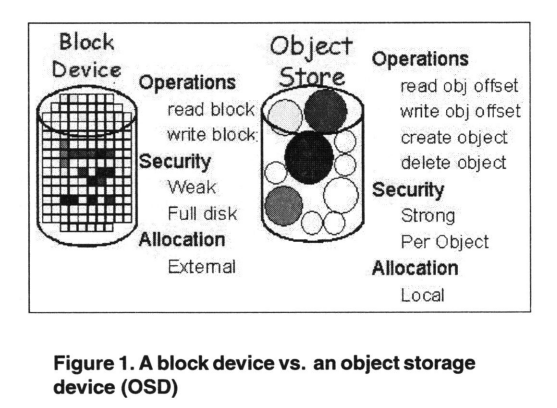 Block
Device
Operations
read block
write block
Security
Weak
Full disk
Allocation
External
Object
Store
Operations
read obj offset
write obj offset
create object
delete object
Security
Strong
Per Object
Allocation
Local
Figure 1. A block device vs. an object storage
device (OSD)